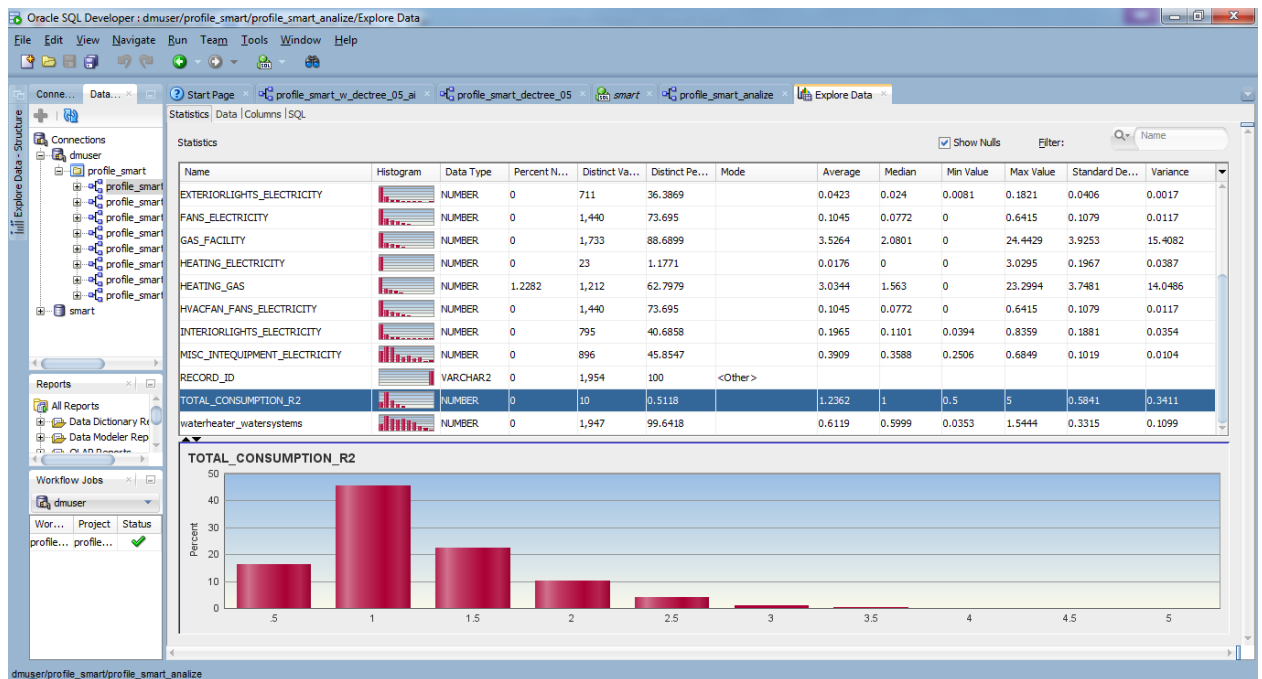 Oracle SQL Developer : dmuser/profile_smart/profile_smart_analize/Explore Data
File Edit View Navigate Run Team Tools Window Help
Conne... Data...
Start Page profile_smart_w_dectree_05_ai profile_smart_dectree_05 smart profile_smart_analize Explore Data
Statistics Data Columns SQL
Explore Data - Structure
Connections
dmuser
profile_smart
profile_smart
profile_smart
profile_smart
profile_smart
profile_smart
profile_smart
profile_smart
profile_smart
smart
Statistics Show Nulls Filter: Name
Name Histogram Data Type Percent N... Distinct Va... Distinct Pe... Mode Average Median Min Value Max Value Standard De... Variance
EXTERIORLIGHTS_ELECTRICITY NUMBER 0 711 36.3869 0.0423 0.024 0.0081 0.1821 0.0406 0.0017
FANS_ELECTRICITY NUMBER 0 1,440 73.695 0.1045 0.0772 0 0.6415 0.1079 0.0117
GAS_FACILITY NUMBER 0 1,733 88.6899 3.5264 2.0801 0 24.4429 3.9253 15.4082
HEATING_ELECTRICITY NUMBER 0 23 1.1771 0.0176 0 0 3.0295 0.1967 0.0387
HEATING_GAS NUMBER 1.2282 1,212 62.7979 3.0344 1.563 0 23.2994 3.7481 14.0486
HVACFAN_FANS_ELECTRICITY NUMBER 0 1,440 73.695 0.1045 0.0772 0 0.6415 0.1079 0.0117
INTERIORLIGHTS_ELECTRICITY NUMBER 0 795 40.6858 0.1965 0.1101 0.0394 0.8359 0.1881 0.0354
MISC_INTEQUIPMENT_ELECTRICITY NUMBER 0 896 45.8547 0.3909 0.3588 0.2506 0.6849 0.1019 0.0104
RECORD_ID VARCHAR2 0 1,954 100 <Other>
TOTAL_CONSUMPTION_R2 NUMBER 0 10 0.5118 1.2362 1 0.5 5 0.5841 0.3411
waterheater_watersystems NUMBER 0 1,947 99.6418 0.6119 0.5999 0.0353 1.5444 0.3315 0.1099
Reports
All Reports
Data Dictionary Re
Data Modeler Rep
OLAP Reports
Workflow Jobs
dmuser
Wor... Project Status
profile... profile...
TOTAL_CONSUMPTION_R2
Percent
50
40
30
20
10
0
.5 1 1.5 2 2.5 3 3.5 4 4.5 5
dmuser/profile_smart/profile_smart_analize